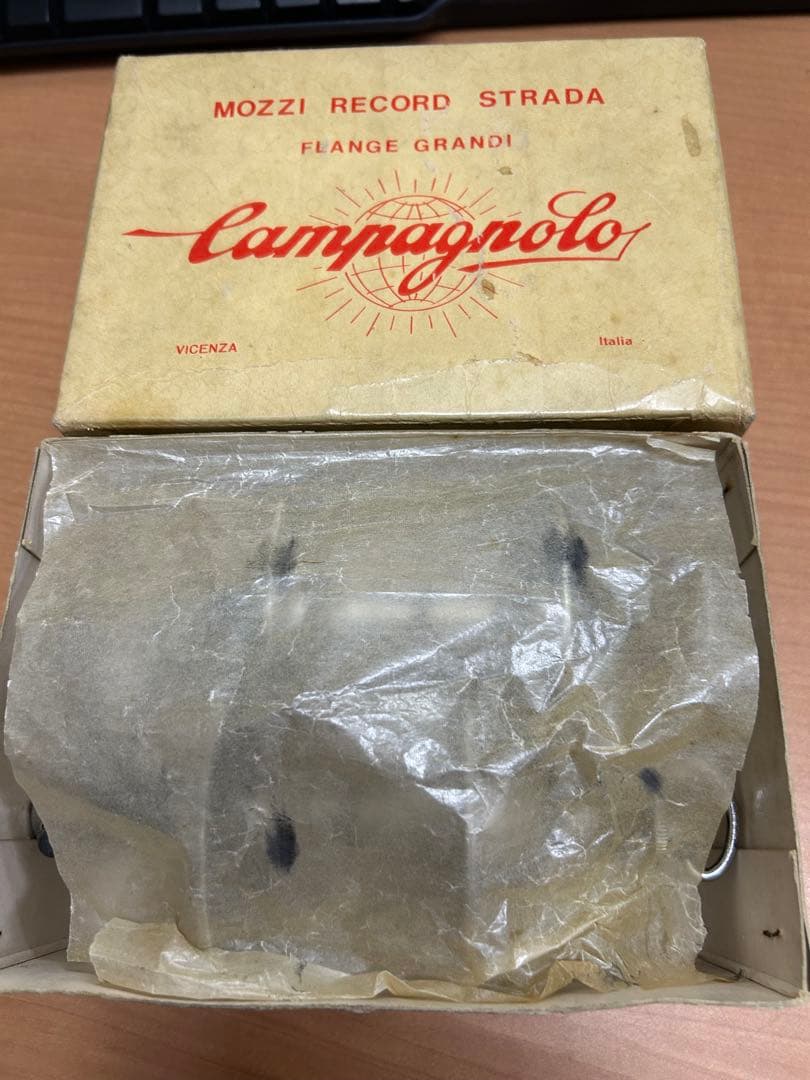 MOZZI RECORD STRADA
FLANGE GRANDI
Campagnolo
VICENZA Italia